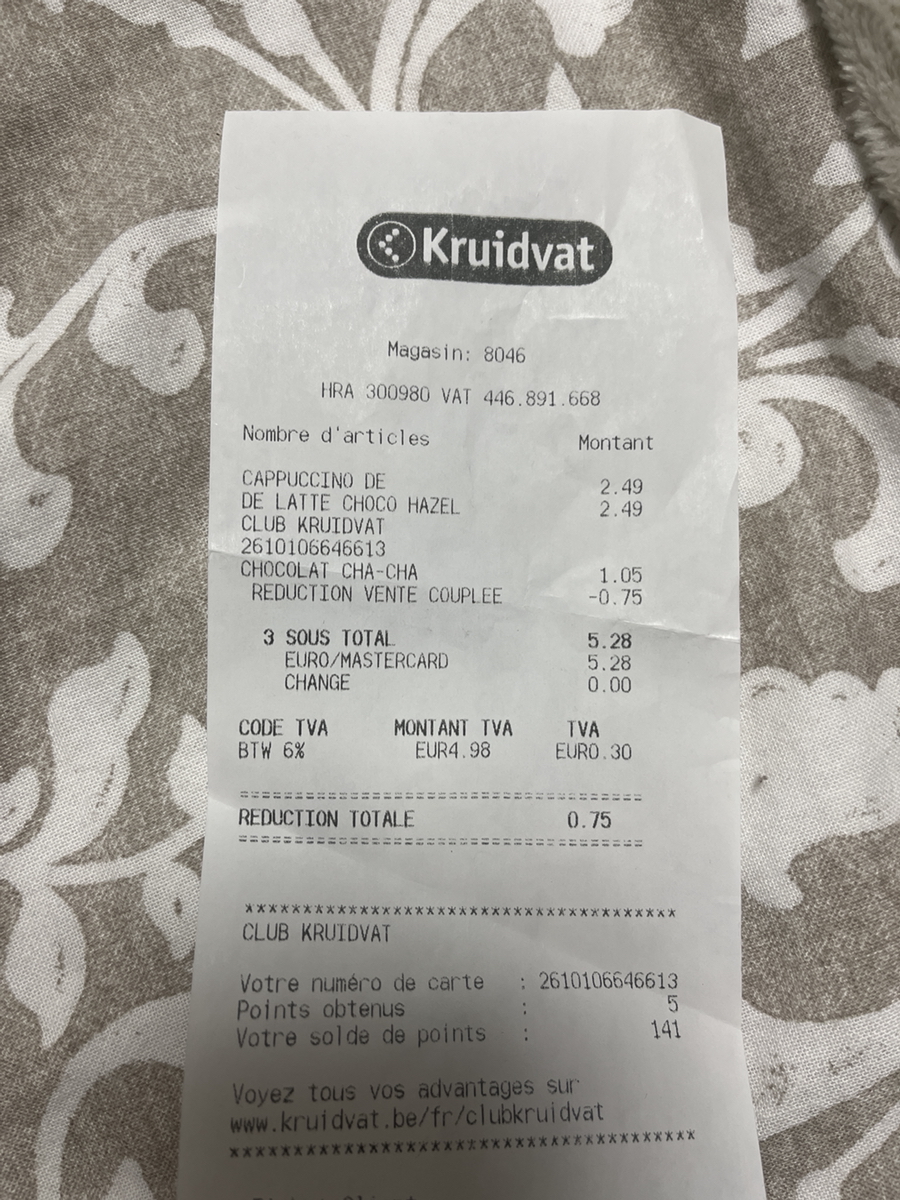 Kruidvat
Magasin: 8046
HRA 300980 VAT 446.891.668
Nombre d'articles Montant
CAPPUCCINO DE 2.49
DE LATTE CHOCO HAZEL 2.49
CLUB KRUIDVAT
2610106646613
CHOCOLAT CHA-CHA 1.05
REDUCTION VENTE COUPLEE -0.75
3 SOUS TOTAL 5.28
EURO/MASTERCARD 5.28
CHANGE 0.00
CODE TVA MONTANT TVA TVA
BTW 6% EUR4.98 EUR0.30
========================================
REDUCTION TOTALE 0.75
========================================
****************************************
CLUB KRUIDVAT
Votre numéro de carte : 2610106646613
Points obtenus : 5
Votre solde de points : 141
Voyez tous vos advantages sur
www.kruidvat.be/fr/clubkruidvat
****************************************